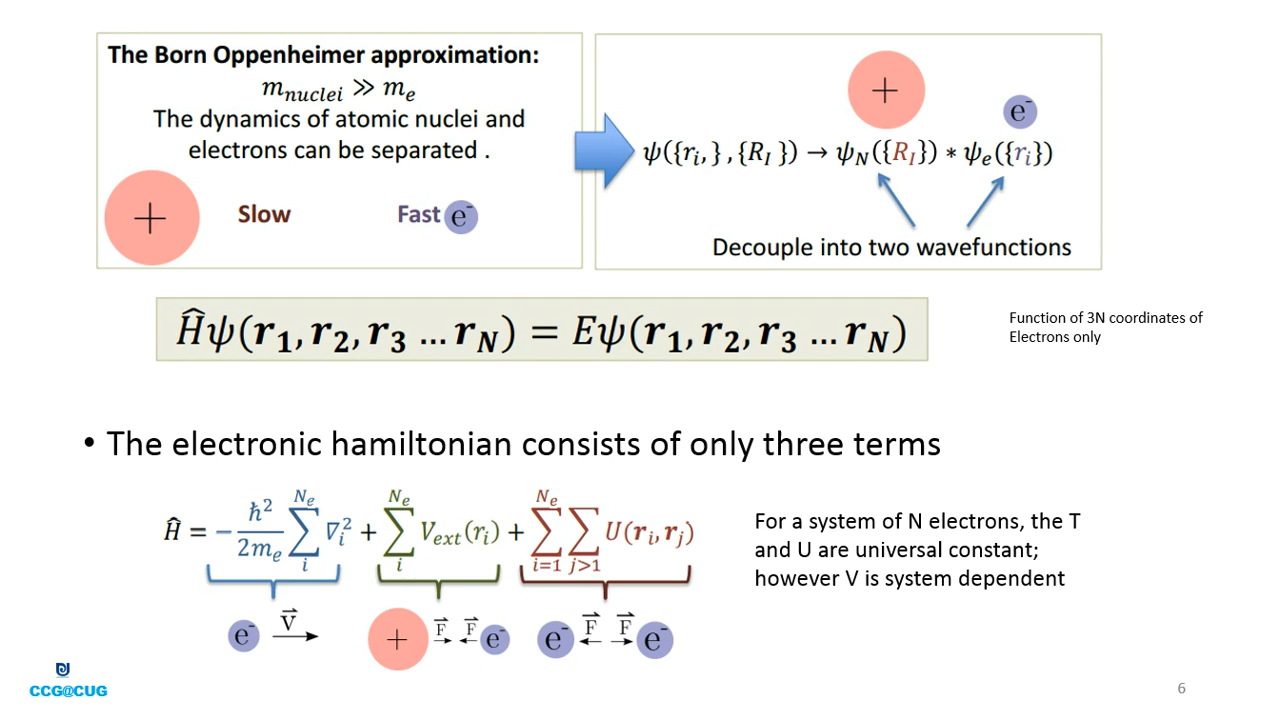 The Born Oppenheimer approximation:
m_nuclei ≫ m_e
The dynamics of atomic nuclei and
electrons can be separated .
+ Slow Fast e⁻
+ e⁻
ψ({r_i,} , {R_I }) → ψ_N({R_I}) * ψ_e({r_i})
Decouple into two wavefunctions
Ĥψ(r_1, r_2, r_3 … r_N) = Eψ(r_1, r_2, r_3 … r_N)
Function of 3N coordinates of
Electrons only
• The electronic hamiltonian consists of only three terms
Ĥ = −ħ²/2m_e ∑_i^{N_e} ∇_i² + ∑_i^{N_e} V_ext(r_i) + ∑_{i=1}^{N_e} ∑_{j>1} U(r_i, r_j)
For a system of N electrons, the T
and U are universal constant;
however V is system dependent
e⁻ V⃗ + F⃗ F⃗ e⁻ e⁻ F⃗ F⃗ e⁻
CCG@CUG
6